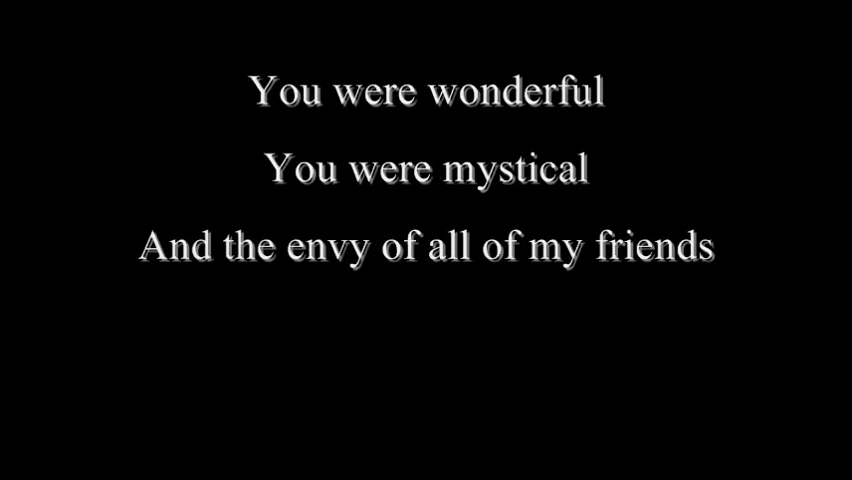 You were wonderful
You were mystical
And the envy of all of my friends